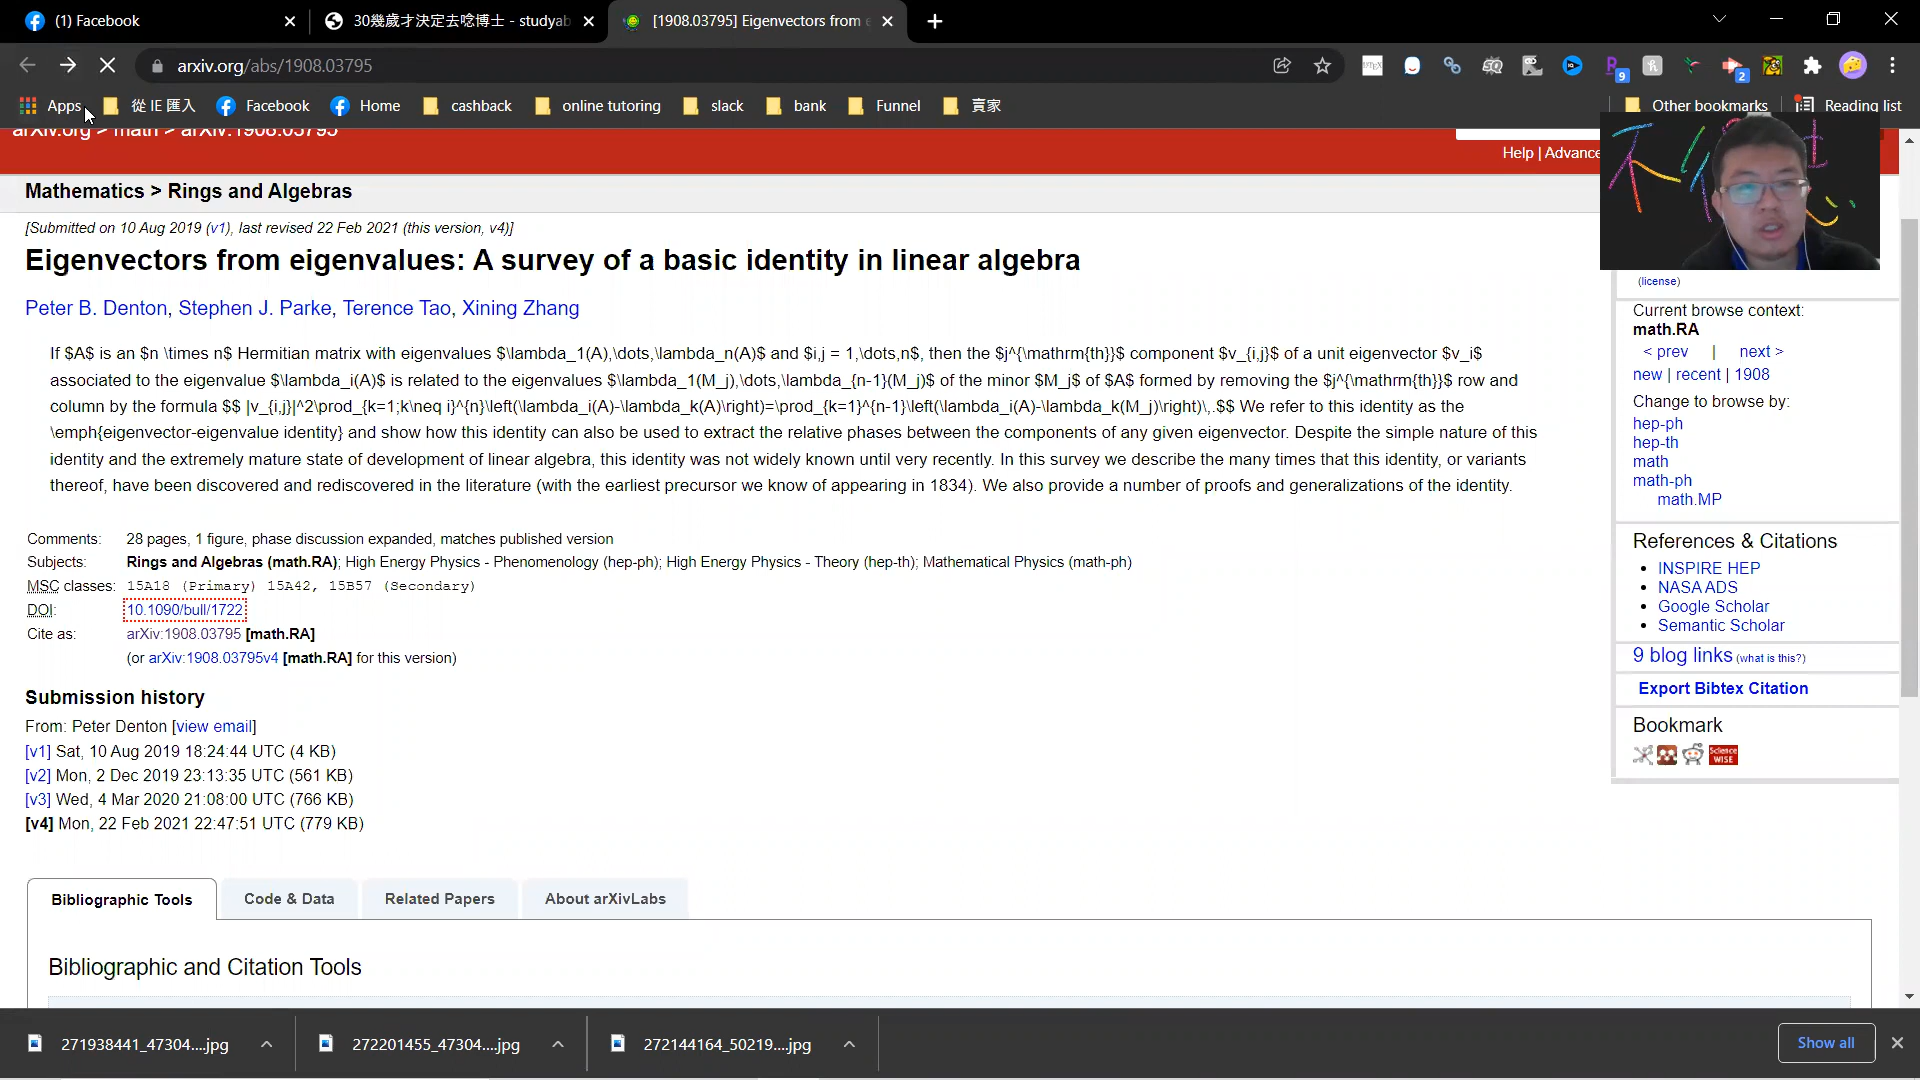 (1) Facebook
30幾歲才決定去唸博士 - studyab
[1908.03795] Eigenvectors from e
arxiv.org/abs/1908.03795
9
2
Apps
從 IE 匯入
Facebook
Home
cashback
online tutoring
slack
bank
Funnel
賣家
Other bookmarks
Reading list
arXiv.org > math > arXiv:1908.03795
Help | Advance
Mathematics > Rings and Algebras
[Submitted on 10 Aug 2019 (v1), last revised 22 Feb 2021 (this version, v4)]
Eigenvectors from eigenvalues: A survey of a basic identity in linear algebra
Peter B. Denton, Stephen J. Parke, Terence Tao, Xining Zhang
If $A$ is an $n \times n$ Hermitian matrix with eigenvalues $\lambda_1(A),\dots,\lambda_n(A)$ and $i,j = 1,\dots,n$, then the $j^{\mathrm{th}}$ component $v_{i,j}$ of a unit eigenvector $v_i$
associated to the eigenvalue $\lambda_i(A)$ is related to the eigenvalues $\lambda_1(M_j),\dots,\lambda_{n-1}(M_j)$ of the minor $M_j$ of $A$ formed by removing the $j^{\mathrm{th}}$ row and
column by the formula $$ |v_{i,j}|^2\prod_{k=1;k\neq i}^{n}\left(\lambda_i(A)-\lambda_k(A)\right)=\prod_{k=1}^{n-1}\left(\lambda_i(A)-\lambda_k(M_j)\right)\,.$$ We refer to this identity as the
\emph{eigenvector-eigenvalue identity} and show how this identity can also be used to extract the relative phases between the components of any given eigenvector. Despite the simple nature of this
identity and the extremely mature state of development of linear algebra, this identity was not widely known until very recently. In this survey we describe the many times that this identity, or variants
thereof, have been discovered and rediscovered in the literature (with the earliest precursor we know of appearing in 1834). We also provide a number of proofs and generalizations of the identity.
Comments: 28 pages, 1 figure, phase discussion expanded, matches published version
Subjects: Rings and Algebras (math.RA); High Energy Physics - Phenomenology (hep-ph); High Energy Physics - Theory (hep-th); Mathematical Physics (math-ph)
MSC classes: 15A18 (Primary) 15A42, 15B57 (Secondary)
DOI: 10.1090/bull/1722
Cite as: arXiv:1908.03795 [math.RA]
(or arXiv:1908.03795v4 [math.RA] for this version)
Submission history
From: Peter Denton [view email]
[v1] Sat, 10 Aug 2019 18:24:44 UTC (4 KB)
[v2] Mon, 2 Dec 2019 23:13:35 UTC (561 KB)
[v3] Wed, 4 Mar 2020 21:08:00 UTC (766 KB)
[v4] Mon, 22 Feb 2021 22:47:51 UTC (779 KB)
(license)
Current browse context:
math.RA
< prev | next >
new | recent | 1908
Change to browse by:
hep-ph
hep-th
math
math-ph
math.MP
References & Citations
INSPIRE HEP
NASA ADS
Google Scholar
Semantic Scholar
9 blog links (what is this?)
Export Bibtex Citation
Bookmark
Science
WISE
Bibliographic Tools
Code & Data
Related Papers
About arXivLabs
Bibliographic and Citation Tools
271938441_47304....jpg
272201455_47304....jpg
272144164_50219....jpg
Show all